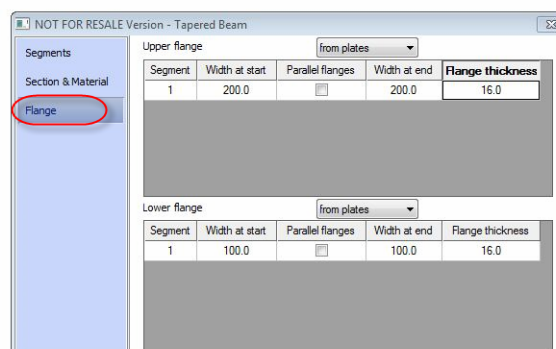 NOT FOR RESALE Version - Tapered Beam
Segments
Section & Material
Flange
Upper flange from plates
Segment Width at start Parallel flanges Width at end Flange thickness
1 200.0 200.0 16.0
Lower flange from plates
Segment Width at start Parallel flanges Width at end Flange thickness
1 100.0 100.0 16.0